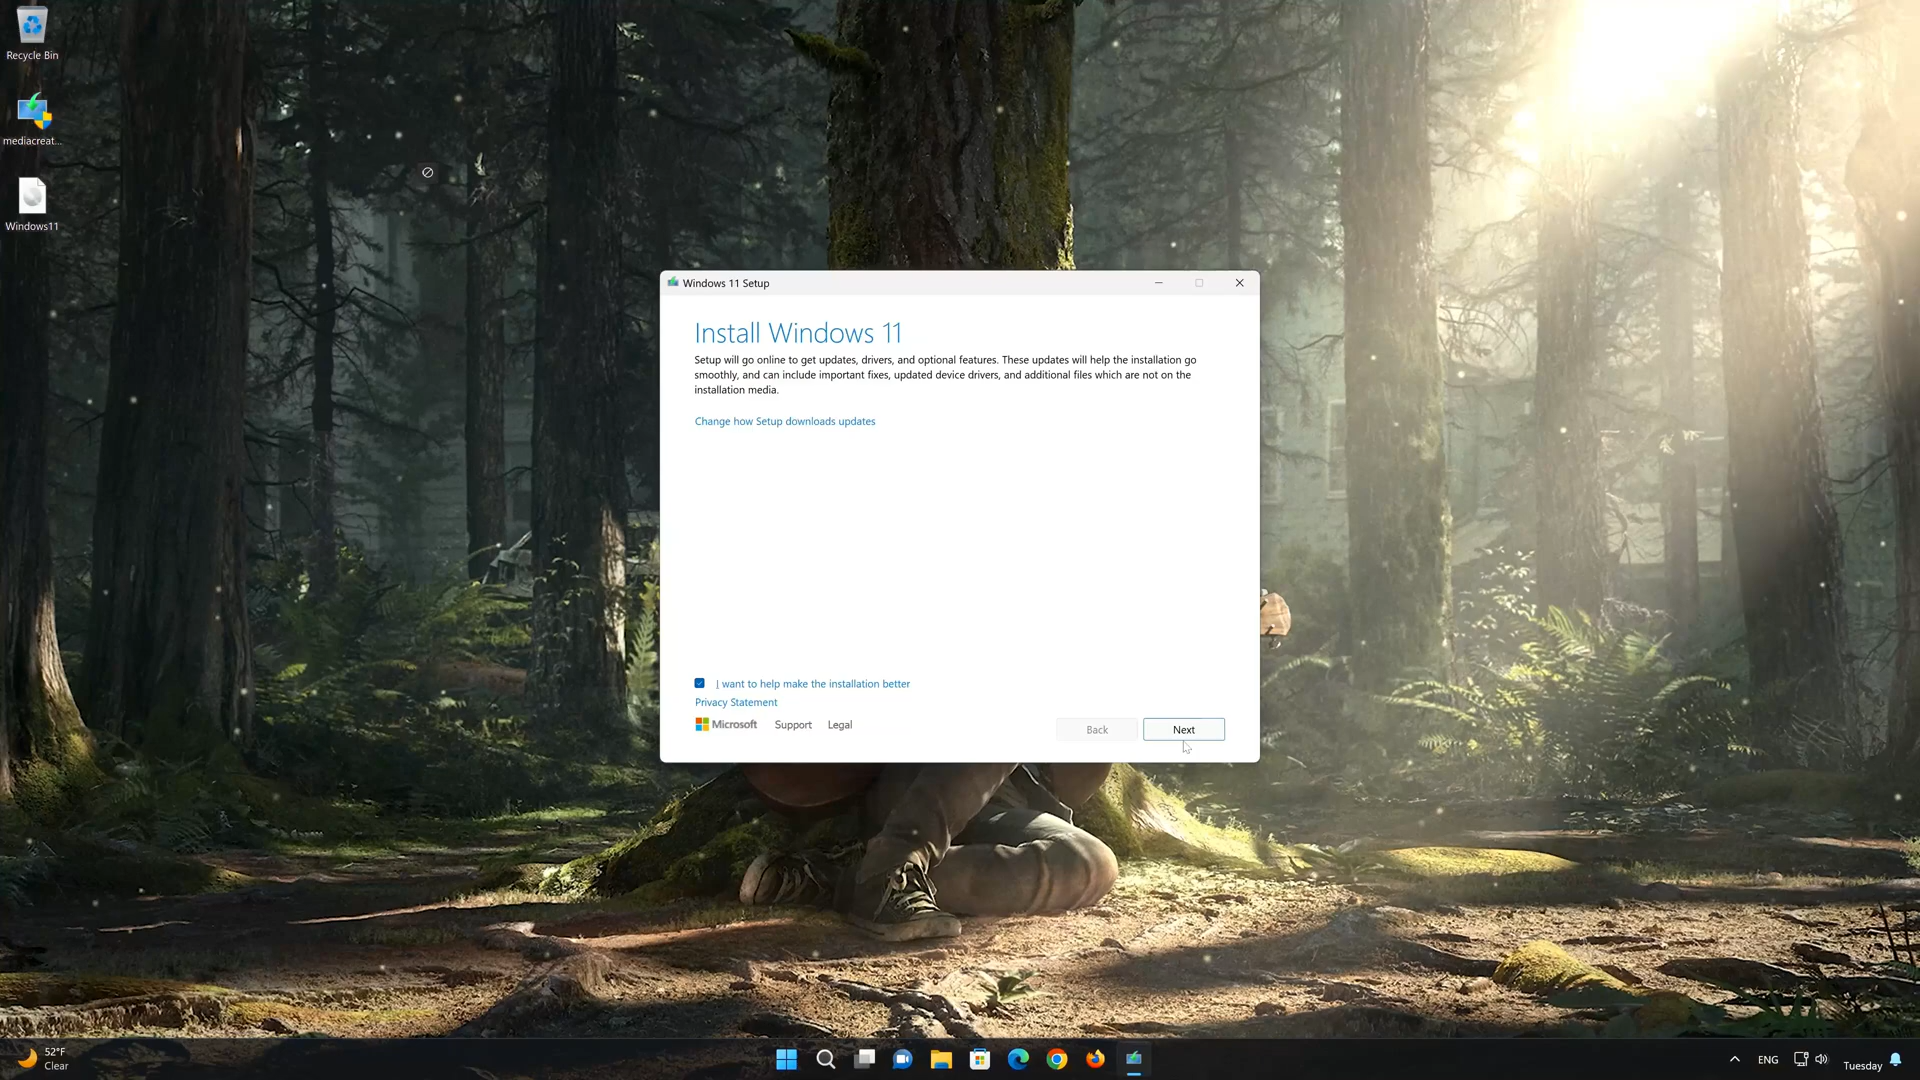 Recycle Bin
mediacreat...
Windows11
Windows 11 Setup
Install Windows 11
Setup will go online to get updates, drivers, and optional features. These updates will help the installation go
smoothly, and can include important fixes, updated device drivers, and additional files which are not on the
installation media.
Change how Setup downloads updates
I want to help make the installation better
Privacy Statement
Microsoft Support Legal
Back Next
52°F
Clear
ENG
Tuesday